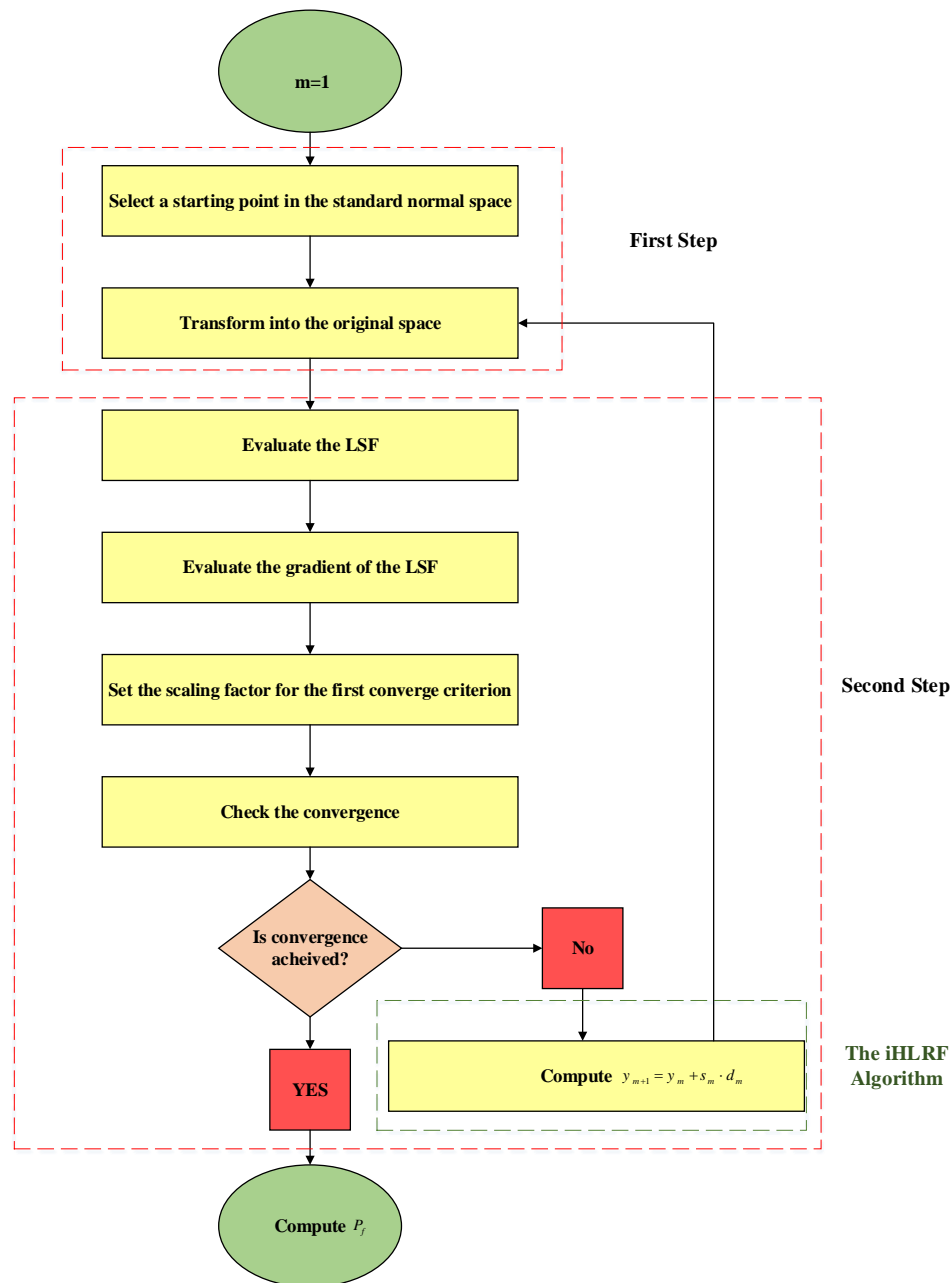 m=1
Select a starting point in the standard normal space
First Step
Transform into the original space
Evaluate the LSF
Evaluate the gradient of the LSF
Set the scaling factor for the first converge criterion
Second Step
Check the convergence
Is convergence
acheived?
No
YES
Compute y_{m+1} = y_m + s_m · d_m
The iHLRF
Algorithm
Compute P_f